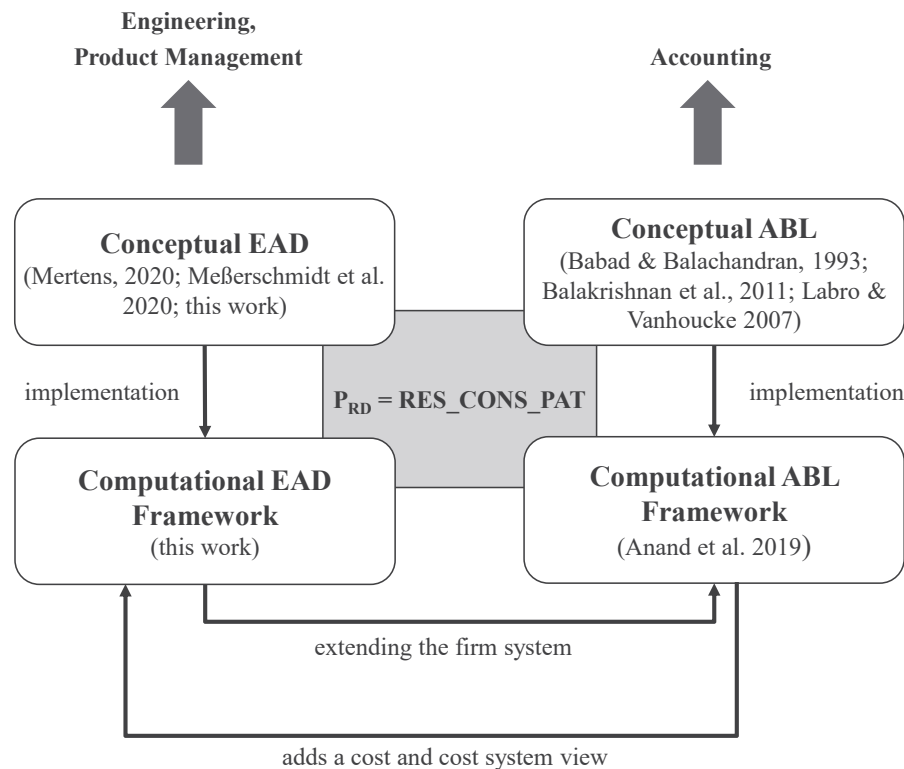 Engineering,
Product Management
Accounting
Conceptual EAD
(Mertens, 2020; Meßerschmidt et al.
2020; this work)
Conceptual ABL
(Babad & Balachandran, 1993;
Balakrishnan et al., 2011; Labro &
Vanhoucke 2007)
implementation
P_RD = RES_CONS_PAT
implementation
Computational EAD
Framework
(this work)
Computational ABL
Framework
(Anand et al. 2019)
extending the firm system
adds a cost and cost system view